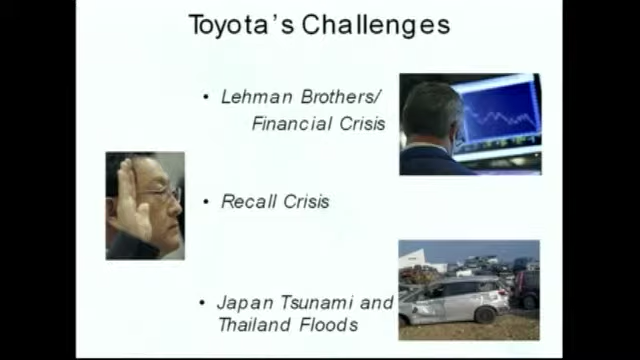 Toyota's Challenges
• Lehman Brothers/
Financial Crisis
• Recall Crisis
• Japan Tsunami and
Thailand Floods